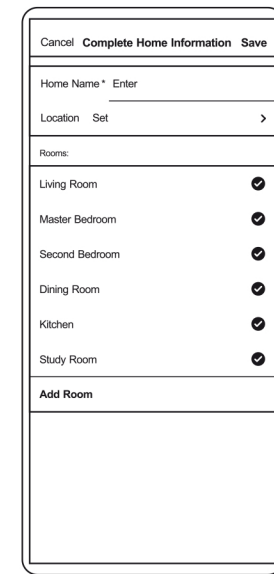 Cancel Complete Home Information Save
Home Name* Enter
Location Set
Rooms:
Living Room
Master Bedroom
Second Bedroom
Dining Room
Kitchen
Study Room
Add Room